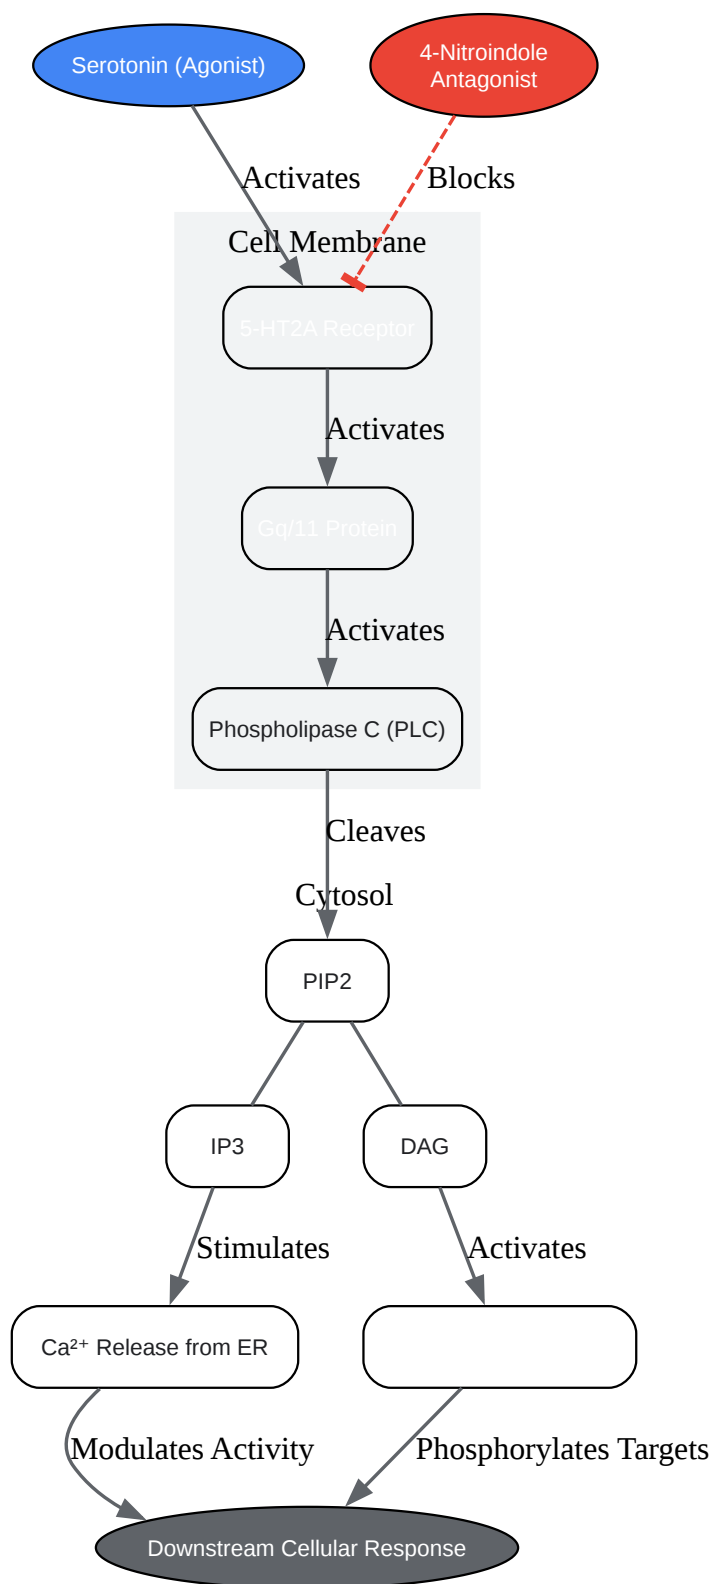 Serotonin (Agonist)
4-Nitroindole
Antagonist
Activates
Blocks
Cell Membrane
5-HT2A Receptor
Activates
Gq/11 Protein
Activates
Phospholipase C (PLC)
Cleaves
Cytosol
PIP2
IP3
DAG
Stimulates
Activates
Ca²⁺ Release from ER
Modulates Activity
Phosphorylates Targets
Downstream Cellular Response